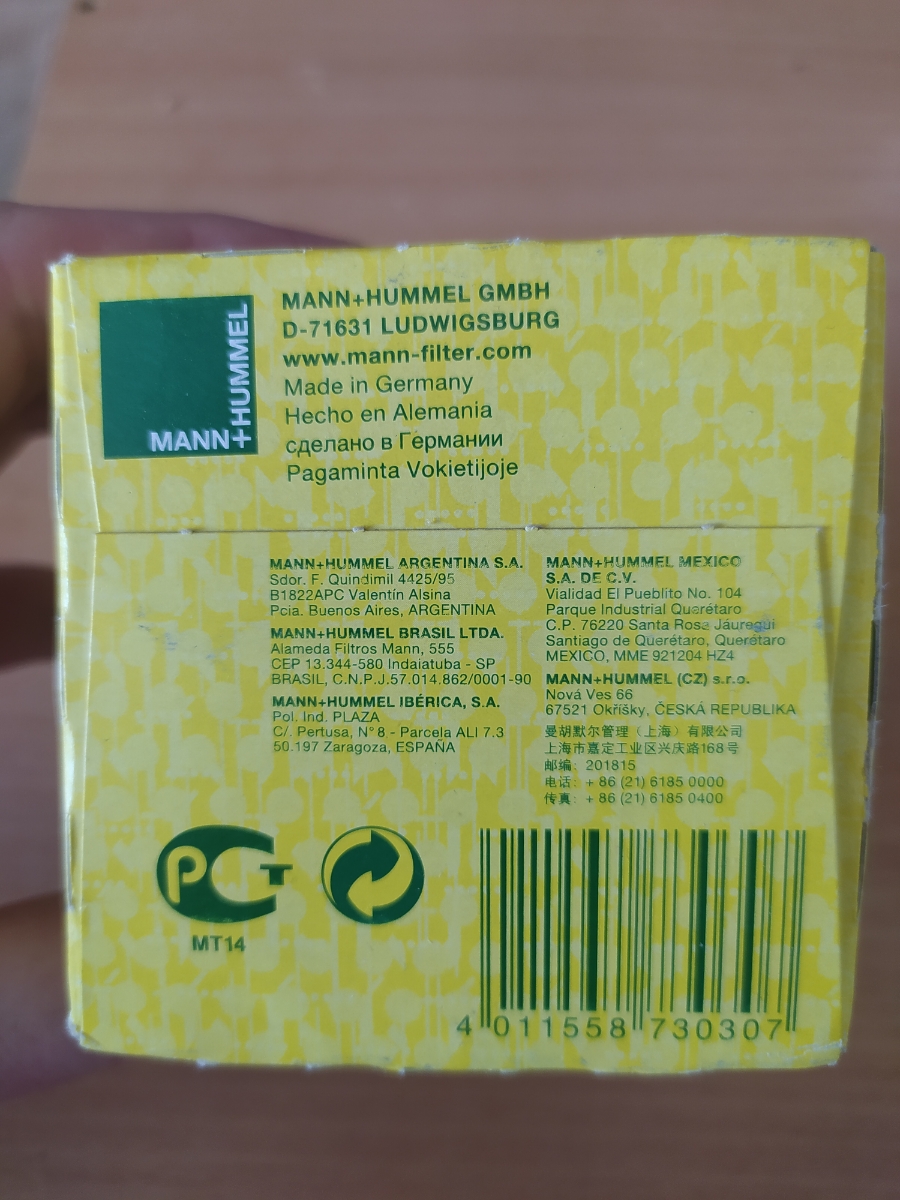 MANN+HUMMEL
MANN+HUMMEL GMBH
D-71631 LUDWIGSBURG
www.mann-filter.com
Made in Germany
Hecho en Alemania
сделано в Германии
Pagaminta Vokietijoje
MANN+HUMMEL ARGENTINA S.A.
Sdor. F. Quindimil 4425/95
B1822APC Valentín Alsina
Pcia. Buenos Aires, ARGENTINA
MANN+HUMMEL BRASIL LTDA.
Alameda Filtros Mann, 555
CEP 13.344-580 Indaiatuba - SP
BRASIL, C.N.P.J.57.014.862/0001-90
MANN+HUMMEL IBÉRICA, S.A.
Pol. Ind. PLAZA
C/. Pertusa, N° 8 - Parcela ALI 7.3
50.197 Zaragoza, ESPAÑA
MANN+HUMMEL MEXICO
S.A. DE C.V.
Vialidad El Pueblito No. 104
Parque Industrial Querétaro
C.P. 76220 Santa Rosa Jáuregui
Santiago de Querétaro, Querétaro
MEXICO, MME 921204 HZ4
MANN+HUMMEL (CZ) s.r.o.
Nová Ves 66
67521 Okříšky, ČESKÁ REPUBLIKA
曼胡默尔管理（上海）有限公司
上海市嘉定工业区兴庆路168号
邮编: 201815
电话: + 86 (21) 6185 0000
传真: + 86 (21) 6185 0400
РСТ
MT14
4 011558 730307